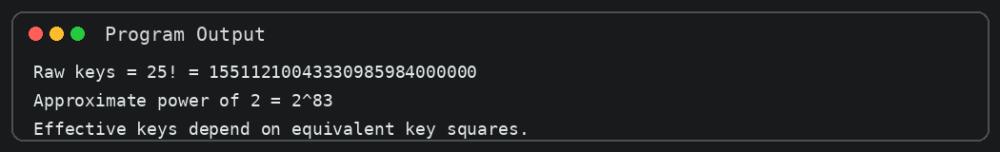 Program Output
Raw keys = 25! = 15511210043330985984000000
Approximate power of 2 = 2^83
Effective keys depend on equivalent key squares.